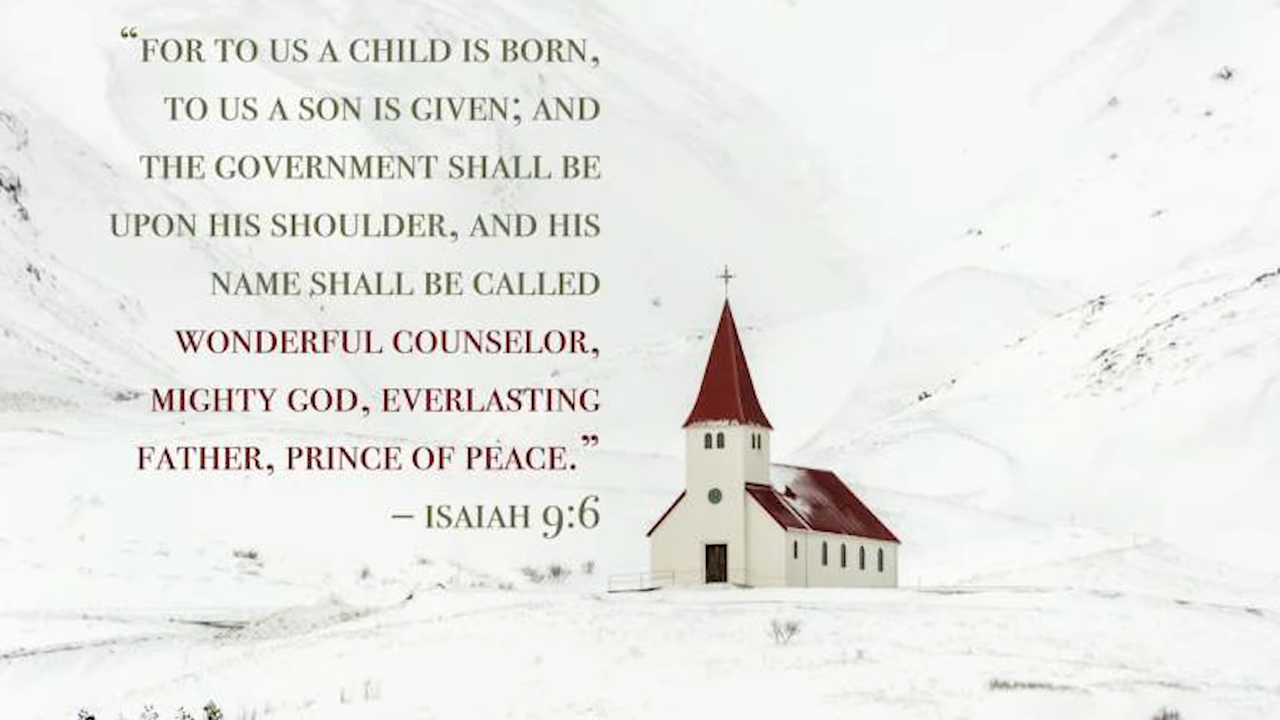 “FOR TO US A CHILD IS BORN,
TO US A SON IS GIVEN; AND
THE GOVERNMENT SHALL BE
UPON HIS SHOULDER, AND HIS
NAME SHALL BE CALLED
WONDERFUL COUNSELOR,
MIGHTY GOD, EVERLASTING
FATHER, PRINCE OF PEACE.”
– ISAIAH 9:6